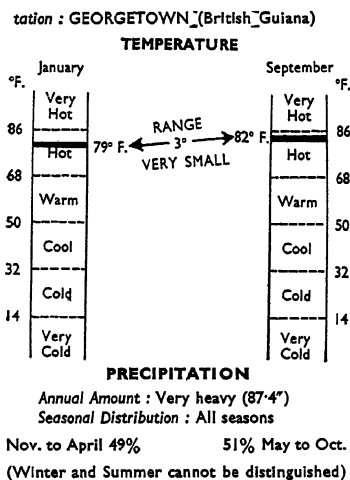 tation : GEORGETOWN (British Guiana)
TEMPERATURE
January
September
°F.
°F.
Very
Hot
86
Hot
68
Warm
50
Cool
32
Cold
14
Very
Cold
79° F.
RANGE
3°
VERY SMALL
82° F.
Very
Hot
86
Hot
68
Warm
50
Cool
32
Cold
14
Very
Cold
PRECIPITATION
Annual Amount : Very heavy (87·4″)
Seasonal Distribution : All seasons
Nov. to April 49% 51% May to Oct.
(Winter and Summer cannot be distinguished)